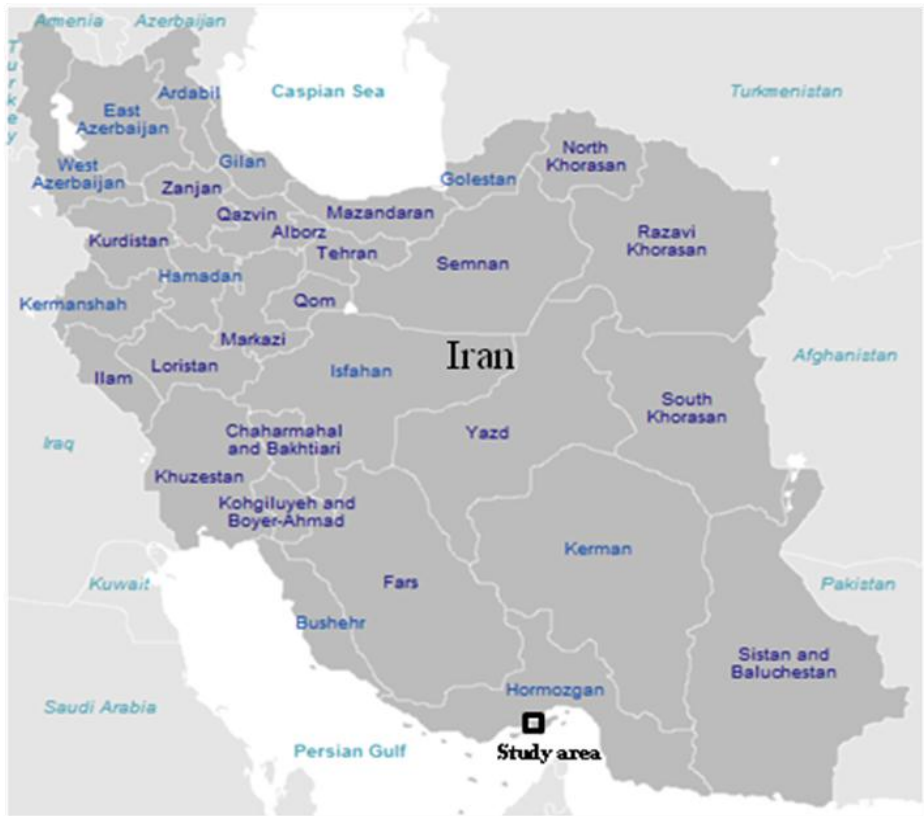 Armenia
Azerbaijan
Turkey
Caspian Sea
Turkmenistan
Ardabil
East
Azerbaijan
West
Azerbaijan
Gilan
Zanjan
Golestan
North
Khorasan
Qazvin
Mazandaran
Alborz
Tehran
Kurdistan
Semnan
Razavi
Khorasan
Hamadan
Kermanshah
Qom
Markazi
Iran
Afghanistan
Ilam
Loristan
Isfahan
South
Khorasan
Iraq
Chaharmahal
and Bakhtiari
Yazd
Khuzestan
Kohgiluyeh and
Boyer-Ahmad
Kerman
Kuwait
Fars
Pakistan
Bushehr
Sistan and
Baluchestan
Saudi Arabia
Hormozgan
Persian Gulf
Study area